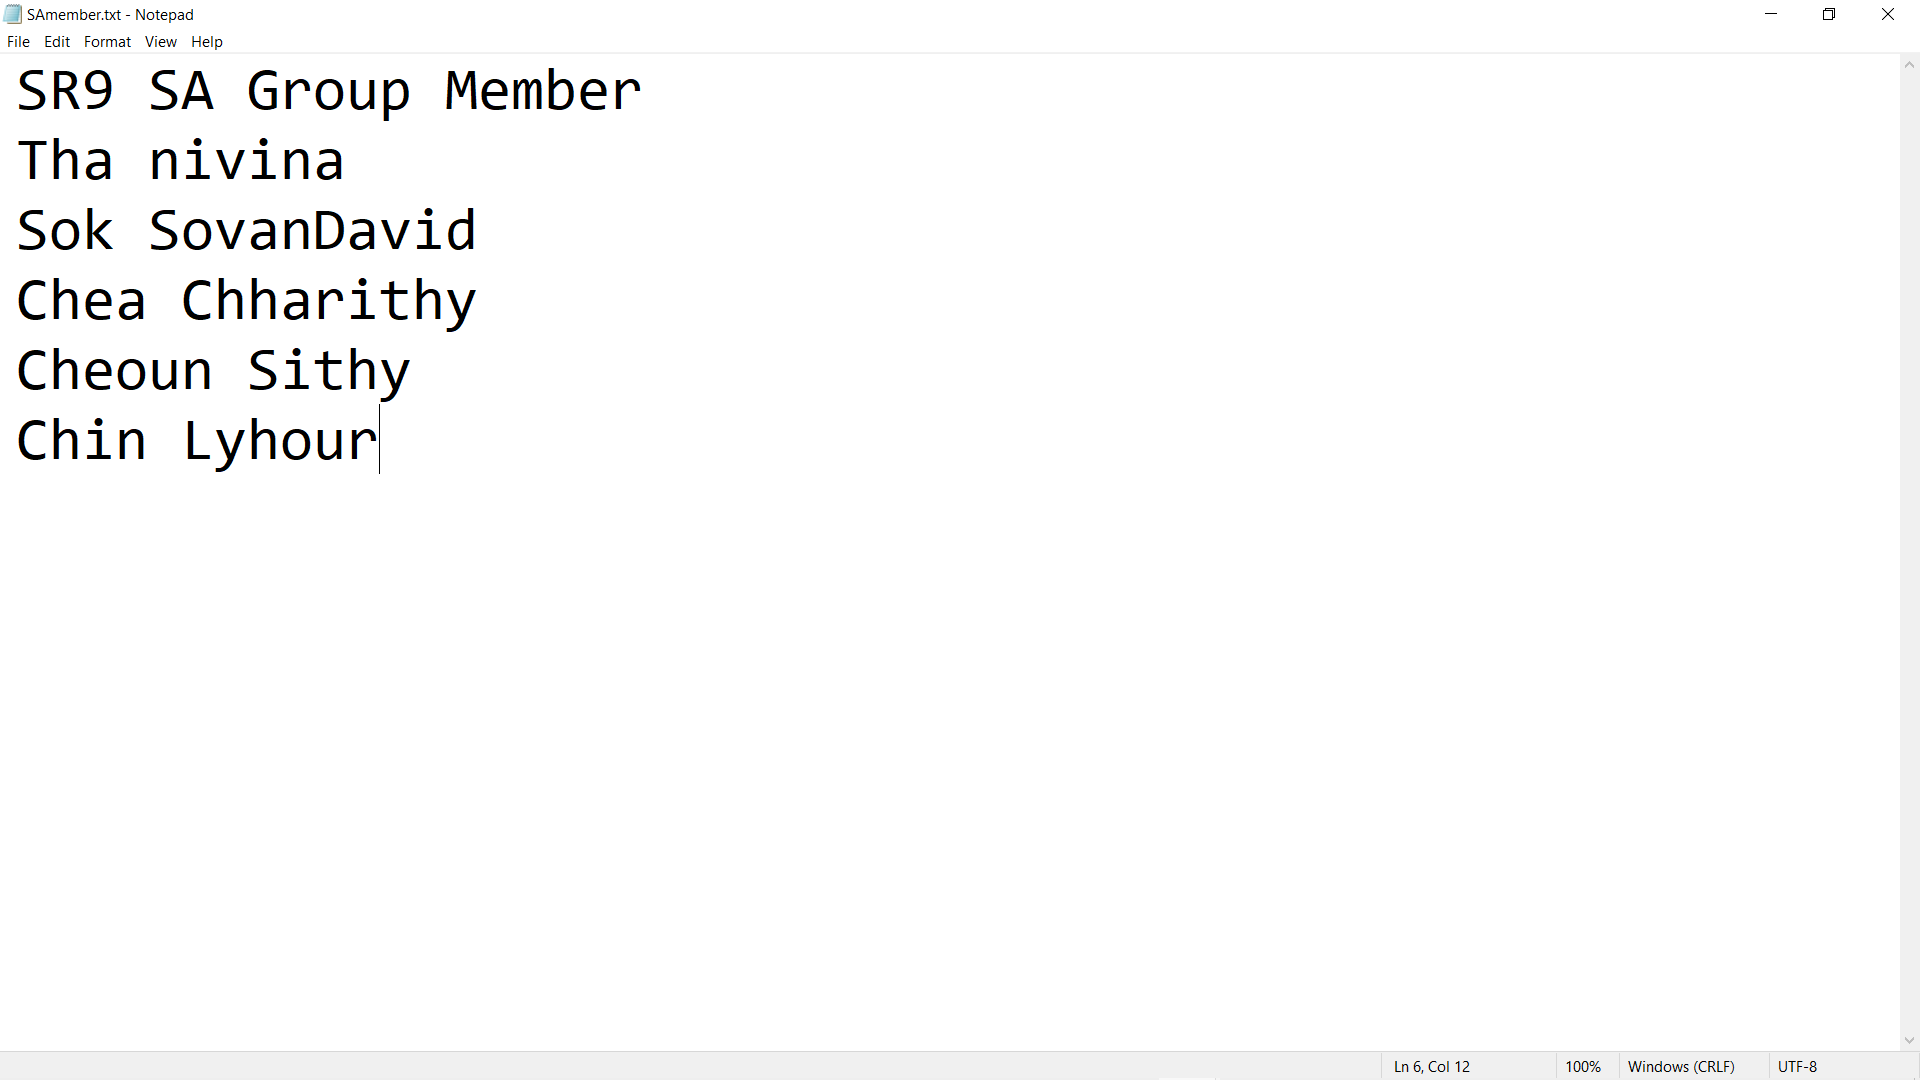 SAmember.txt - Notepad
File Edit Format View Help
SR9 SA Group Member
Tha nivina
Sok SovanDavid
Chea Chharithy
Cheoun Sithy
Chin Lyhour
Ln 6, Col 12 100% Windows (CRLF) UTF-8